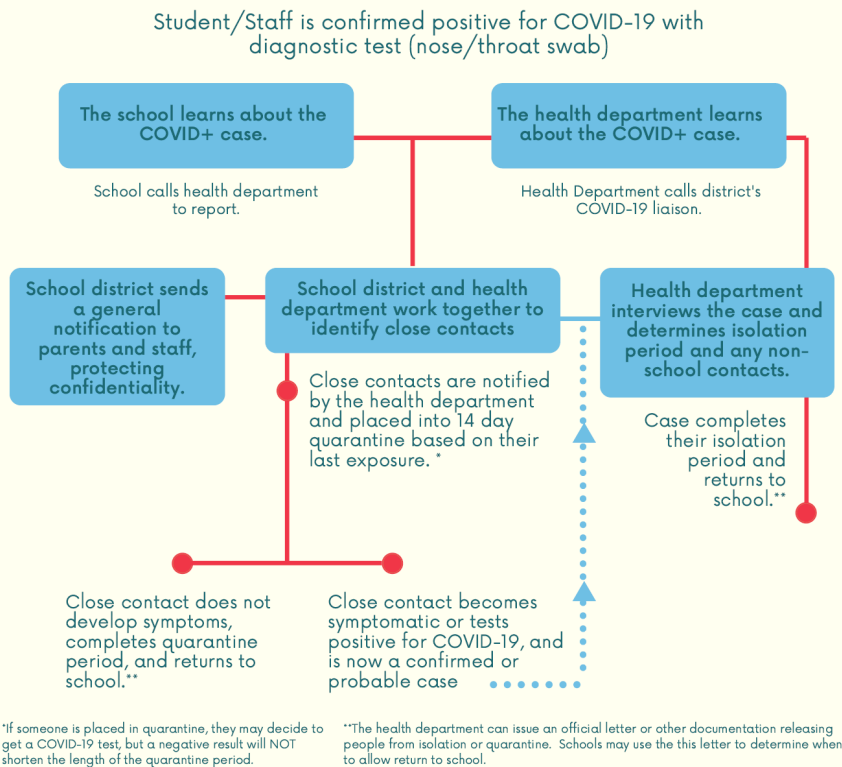 Student/Staff is confirmed positive for COVID-19 with
diagnostic test (nose/throat swab)
The school learns about the
COVID+ case.
The health department learns
about the COVID+ case.
School calls health department
to report.
Health Department calls district's
COVID-19 liaison.
School district sends
a general
notification to
parents and staff,
protecting
confidentiality.
School district and health
department work together to
identify close contacts
Health department
interviews the case and
determines isolation
period and any non-
school contacts.
Close contacts are notified
by the health department
and placed into 14 day
quarantine based on their
last exposure. *
Case completes
their isolation
period and
returns to
school.**
Close contact does not
develop symptoms,
completes quarantine
period, and returns to
school.**
Close contact becomes
symptomatic or tests
positive for COVID-19, and
is now a confirmed or
probable case
*If someone is placed in quarantine, they may decide to
get a COVID-19 test, but a negative result will NOT
shorten the length of the quarantine period.
**The health department can issue an official letter or other documentation releasing
people from isolation or quarantine. Schools may use the this letter to determine when
to allow return to school.